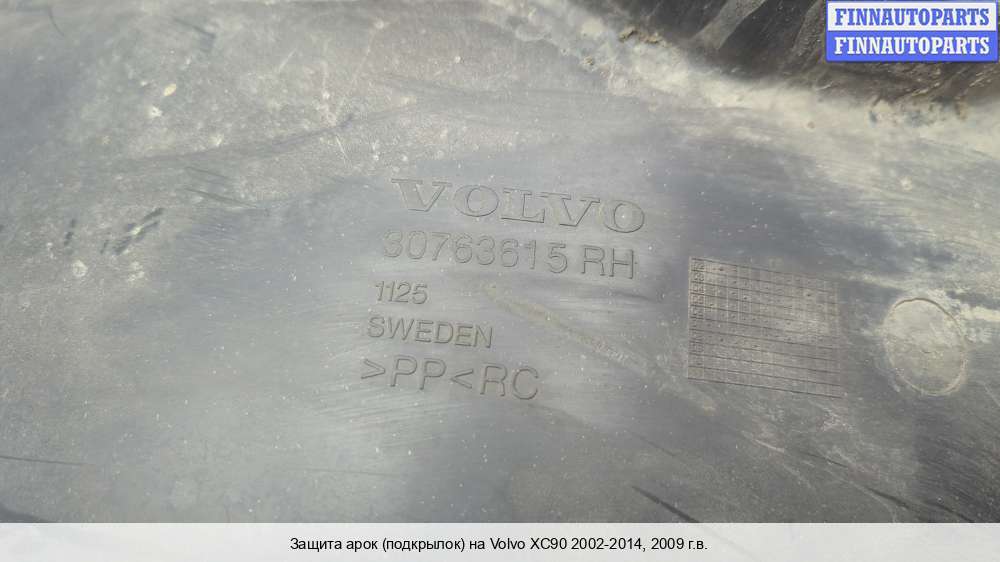 FINNAUTOPARTS
FINNAUTOPARTS
VOLVO
30763615 RH
1125
SWEDEN
>PP<RC
Защита арок (подкрылок) на Volvo XC90 2002-2014, 2009 г.в.